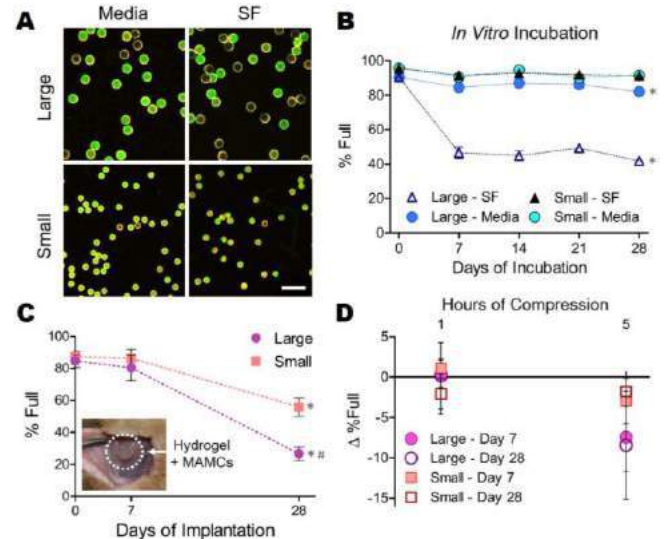 A
Media
SF
Large
Small
B
In Vitro Incubation
% Full
100
80
60
40
20
0
Large - SF
Small - SF
Large - Media
Small - Media
*
*
0
7
14
21
28
Days of Incubation
C
% Full
100
80
60
40
20
0
Large
Small
*
* #
Hydrogel
+ MAMCs
0
7
28
Days of Implantation
D
Hours of Compression
1
5
Δ %Full
5
0
-5
-10
-15
Large - Day 7
Large - Day 28
Small - Day 7
Small - Day 28